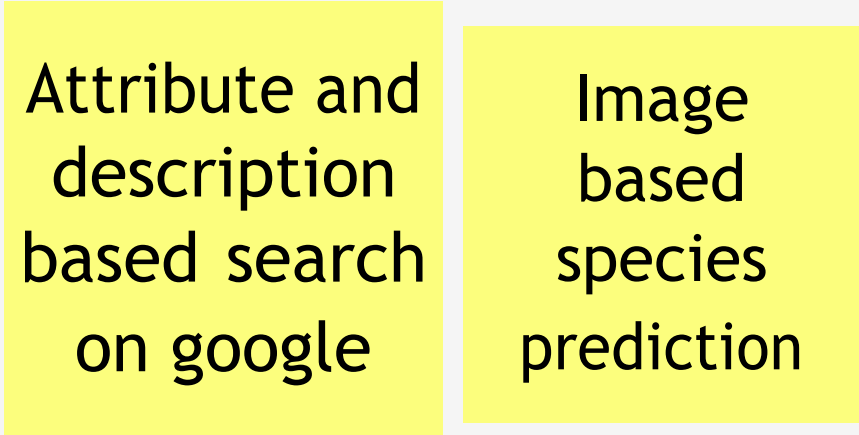 Attribute and
description
based search
on google
Image
based
species
prediction